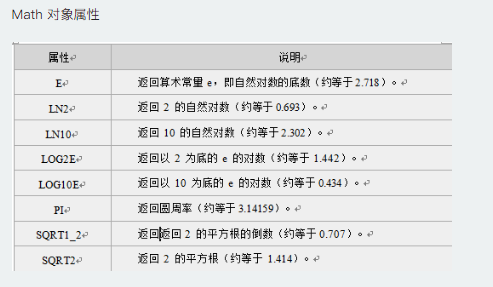 Math 对象属性
属性 说明
E 返回算术常量 e，即自然对数的底数（约等于 2.718）。
LN2 返回 2 的自然对数（约等于 0.693）。
LN10 返回 10 的自然对数（约等于 2.302）。
LOG2E 返回以 2 为底的 e 的对数（约等于 1.442）。
LOG10E 返回以 10 为底的 e 的对数（约等于 0.434）。
PI 返回圆周率（约等于 3.14159）。
SQRT1_2 返回返回 2 的平方根的倒数（约等于 0.707）。
SQRT2 返回 2 的平方根（约等于 1.414）。